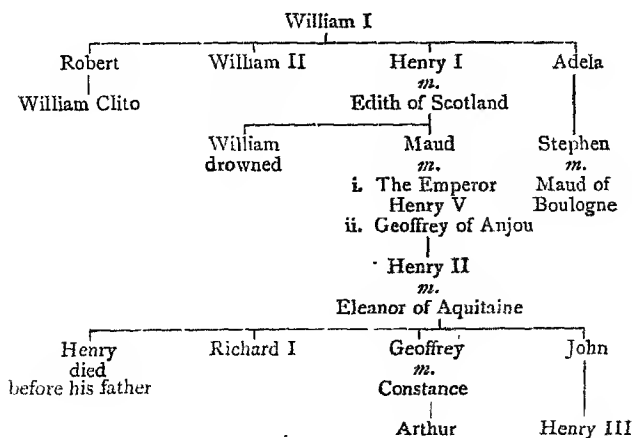 William I
Robert William II Henry I Adela
m.
William Clito Edith of Scotland
William Maud Stephen
drowned m. m.
i. The Emperor Maud of
Henry V Boulogne
ii. Geoffrey of Anjou
Henry II
m.
Eleanor of Aquitaine
Henry Richard I Geoffrey John
died m.
before his father Constance
Arthur Henry III